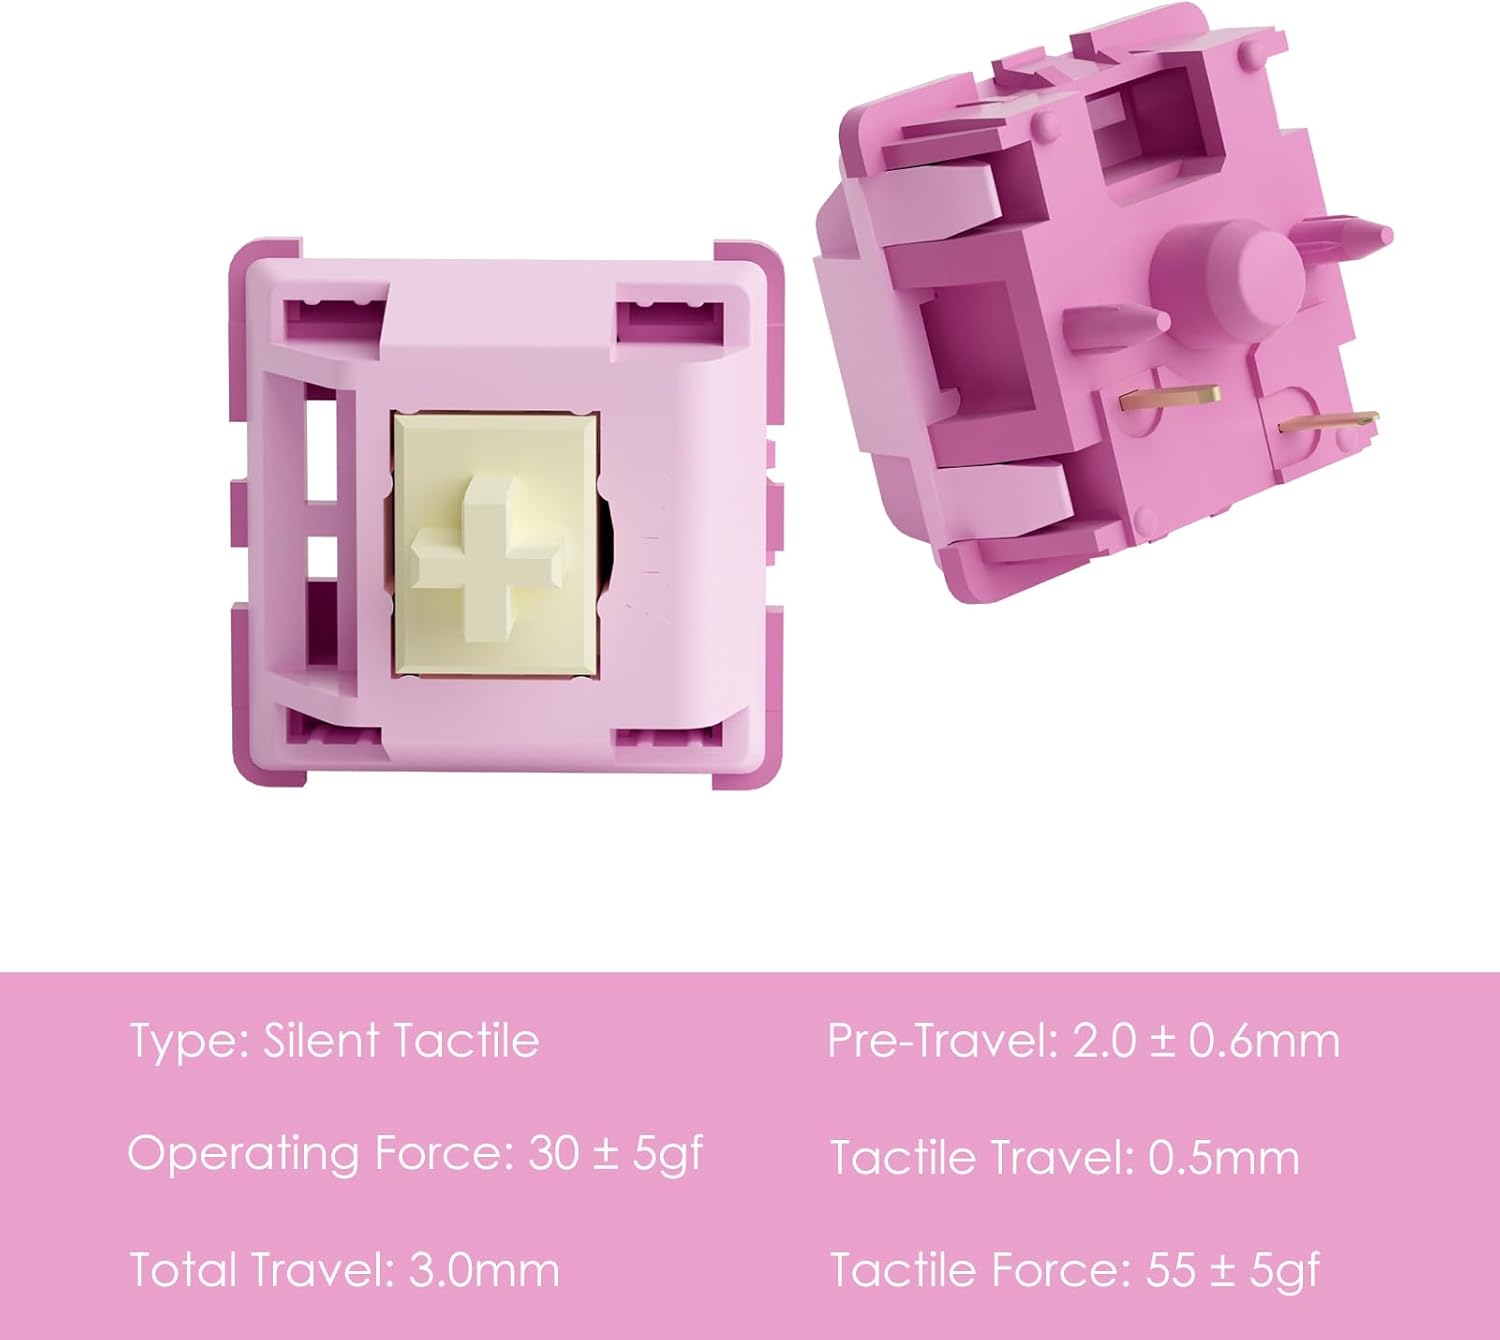 Type: Silent Tactile
Pre-Travel: 2.0 ± 0.6mm
Operating Force: 30 ± 5gf
Tactile Travel: 0.5mm
Total Travel: 3.0mm
Tactile Force: 55 ± 5gf